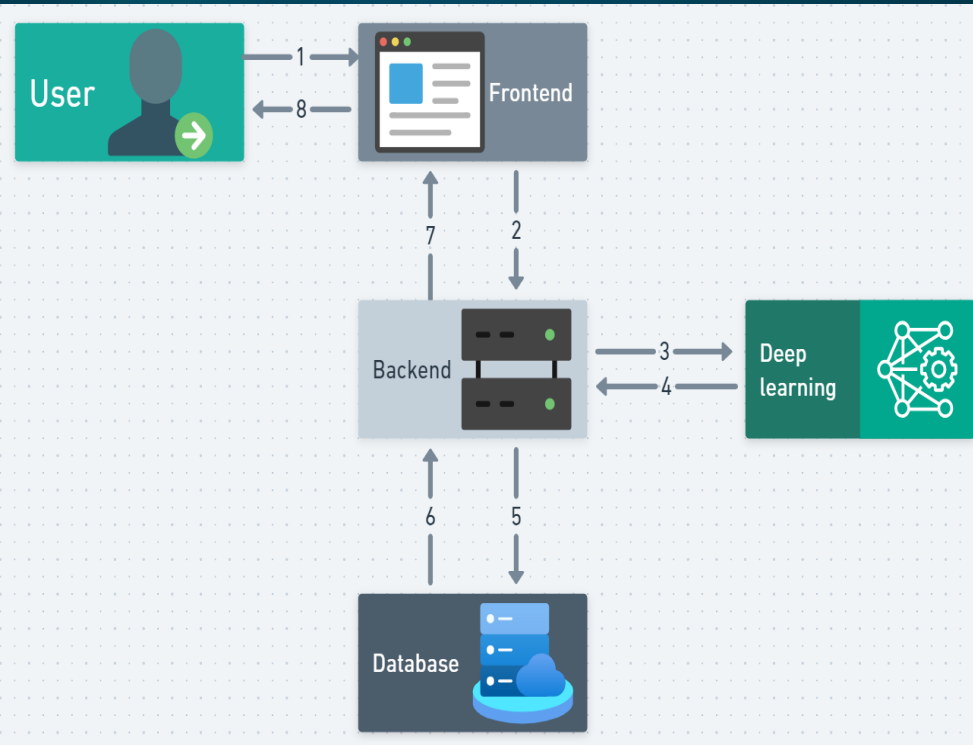 User
1
8
Frontend
7
2
Backend
3
4
Deep
learning
6
5
Database